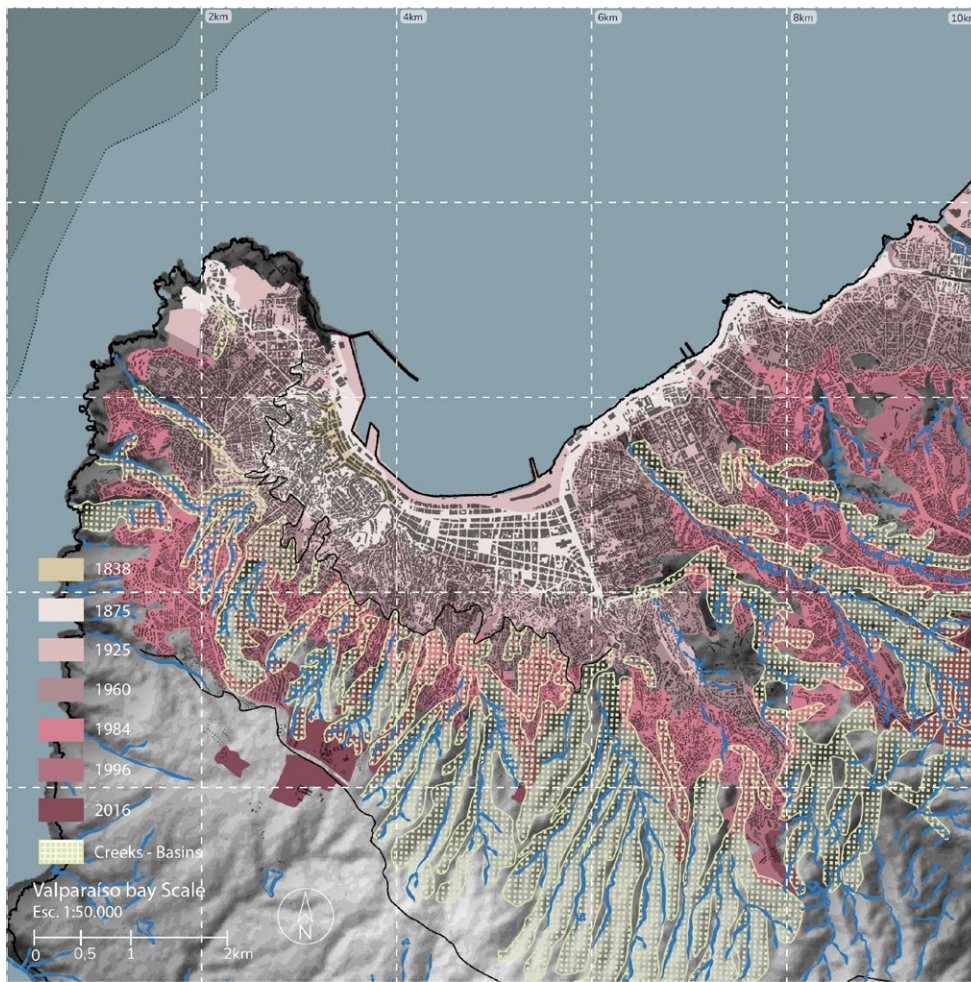 2km 4km 6km 8km 10km
1838
1875
1925
1960
1984
1996
2016
Creeks - Basins
Valparaíso bay Scale
Esc. 1:50.000
0 0,5 1 2km